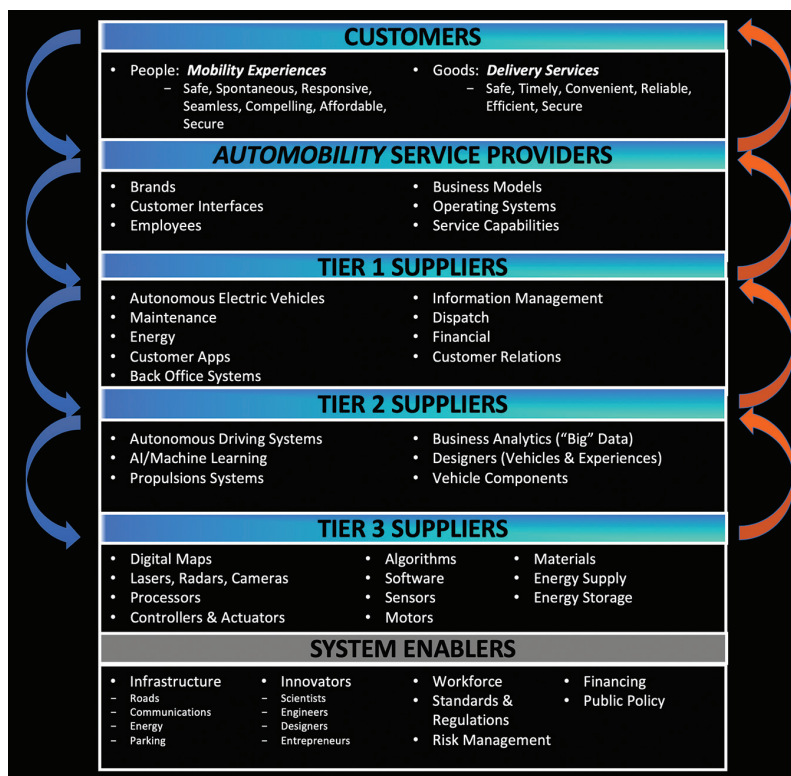 CUSTOMERS
• People: Mobility Experiences
– Safe, Spontaneous, Responsive,
Seamless, Compelling, Affordable,
Secure
• Goods: Delivery Services
– Safe, Timely, Convenient, Reliable,
Efficient, Secure
AUTOMOBILITY SERVICE PROVIDERS
• Brands
• Customer Interfaces
• Employees
• Business Models
• Operating Systems
• Service Capabilities
TIER 1 SUPPLIERS
• Autonomous Electric Vehicles
• Maintenance
• Energy
• Customer Apps
• Back Office Systems
• Information Management
• Dispatch
• Financial
• Customer Relations
TIER 2 SUPPLIERS
• Autonomous Driving Systems
• AI/Machine Learning
• Propulsions Systems
• Business Analytics (“Big” Data)
• Designers (Vehicles & Experiences)
• Vehicle Components
TIER 3 SUPPLIERS
• Digital Maps
• Lasers, Radars, Cameras
• Processors
• Controllers & Actuators
• Algorithms
• Software
• Sensors
• Motors
• Materials
• Energy Supply
• Energy Storage
SYSTEM ENABLERS
• Infrastructure
– Roads
– Communications
– Energy
– Parking
• Innovators
– Scientists
– Engineers
– Designers
– Entrepreneurs
• Workforce
• Standards &
Regulations
• Risk Management
• Financing
• Public Policy